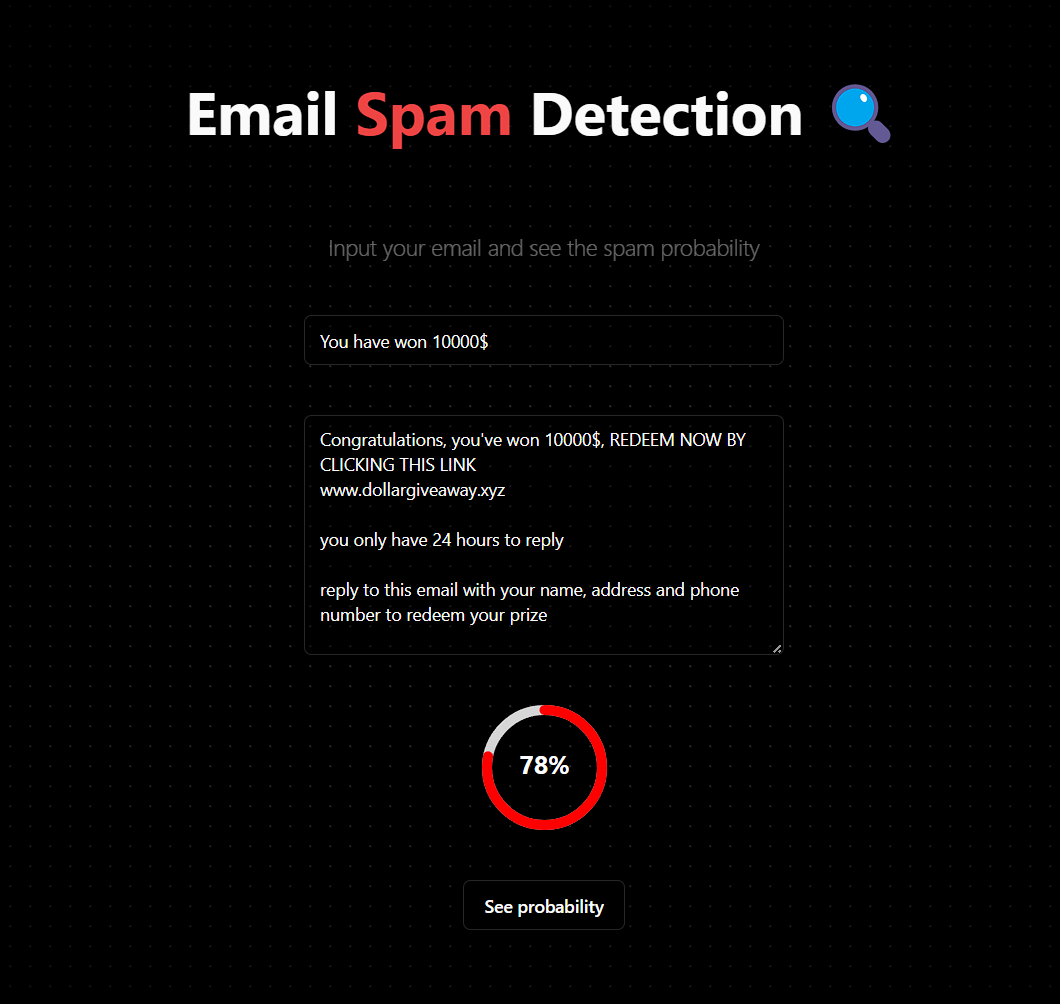 Email Spam Detection
Input your email and see the spam probability
You have won 10000$
Congratulations, you've won 10000$, REDEEM NOW BY
CLICKING THIS LINK
www.dollargiveaway.xyz
you only have 24 hours to reply
reply to this email with your name, address and phone
number to redeem your prize
78%
See probability